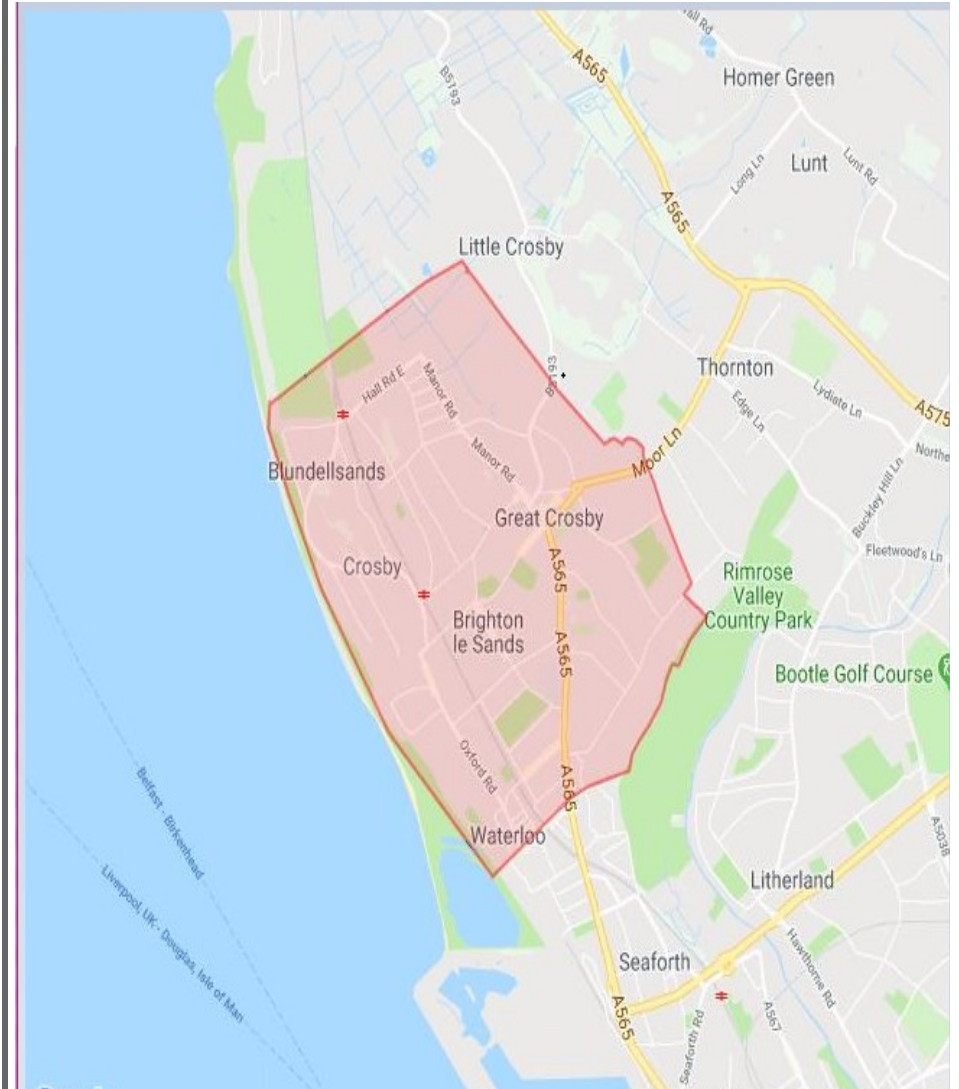 all Rd
A565
Homer Green
B5193
Lunt
Long Ln
Lunt Rd
A565
Little Crosby
Thornton
B5193
Hall Rd E
Manor Rd
Edge Ln
Lydiate Ln
A575
Northe
Moor Ln
Manor Rd
Buckley Hill Ln
Blundellsands
Great Crosby
Fleetwood's Ln
Crosby
A565
Rimrose
Valley
Country Park
Brighton
le Sands
A565
Bootle Golf Course
Oxford Rd
A565
Belfast - Birkenhead
Waterloo
A5038
Litherland
Liverpool, UK - Douglas, Isle of Man
Hawthorne Rd
Seaforth
A565
Seaforth Rd
A567